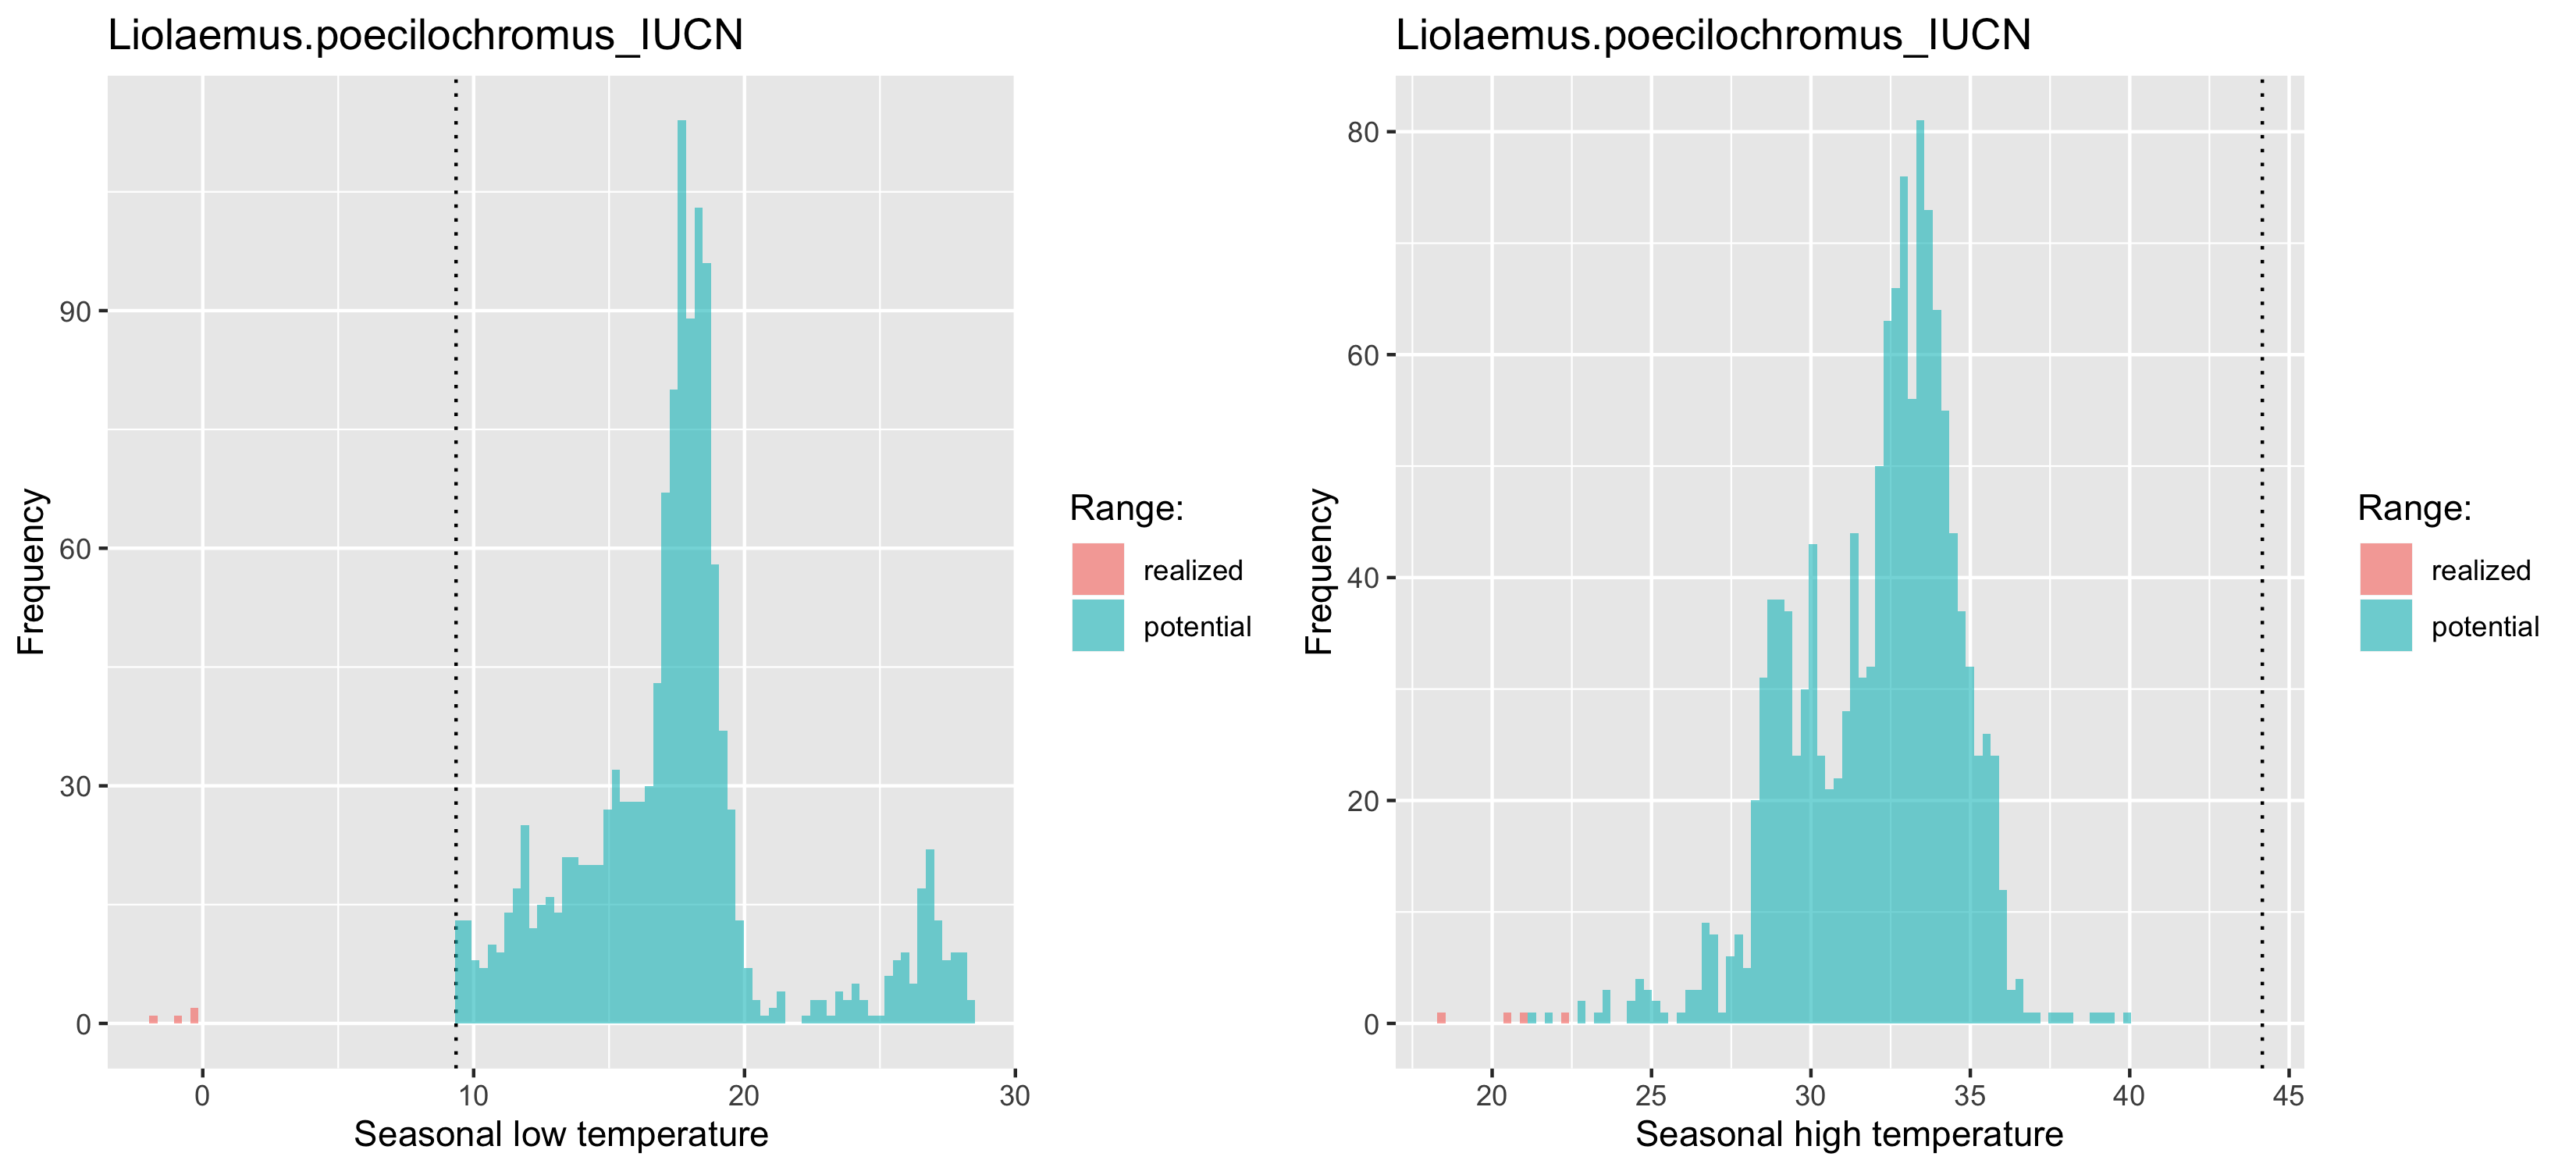 Liolaemus.poecilochromus_IUCN
Frequency
90
60
30
0
0
10
20
30
Seasonal low temperature
Range:
realized
potential
Liolaemus.poecilochromus_IUCN
Frequency
80
60
40
20
0
20
25
30
35
40
45
Seasonal high temperature
Range:
realized
potential